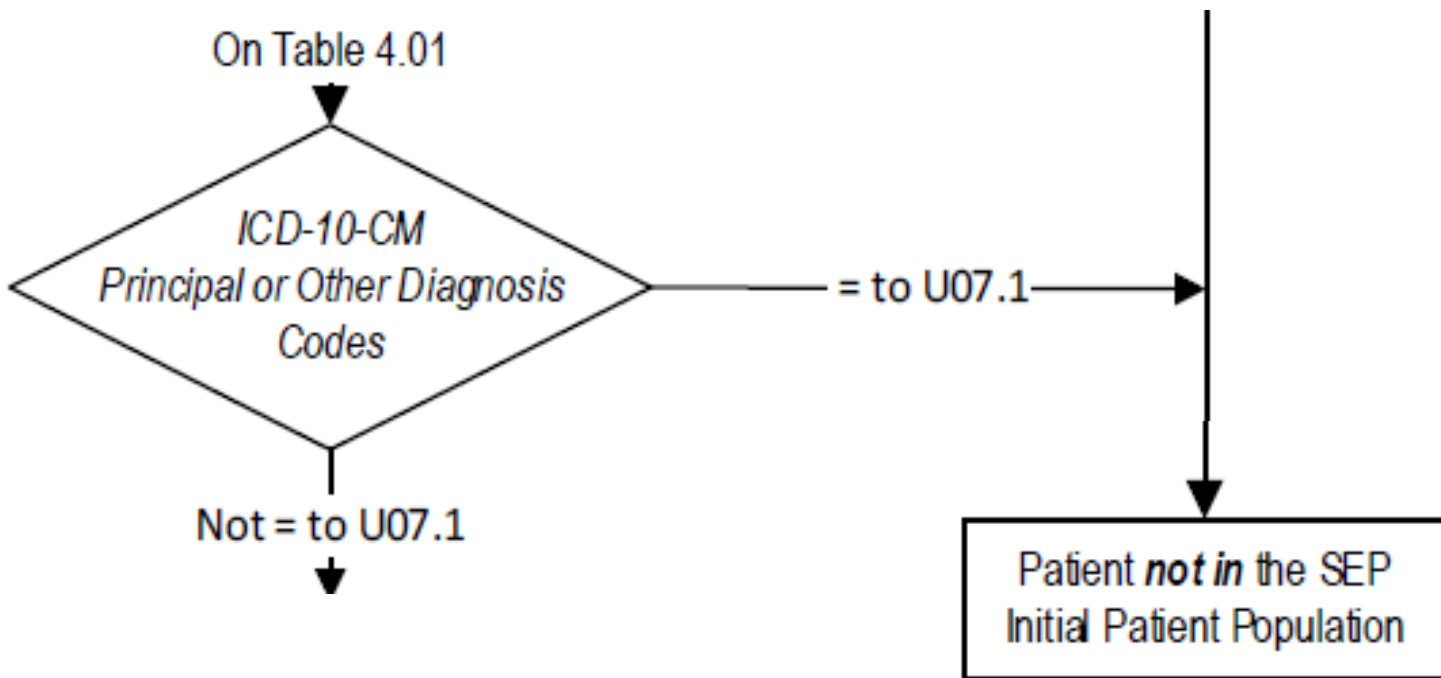 On Table 4.01
ICD-10-CM
Principal or Other Diagnosis
Codes
= to U07.1
Not = to U07.1
Patient not in the SEP
Initial Patient Population